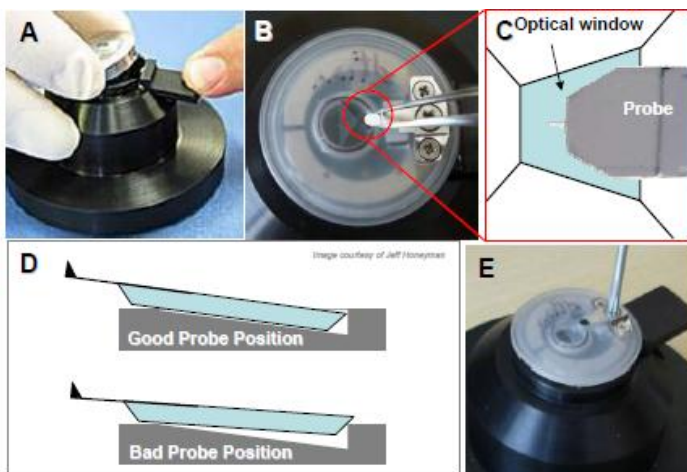 A
B
C
Optical window
Probe
D
Image courtesy of Jeff Honeyman
Good Probe Position
Bad Probe Position
E